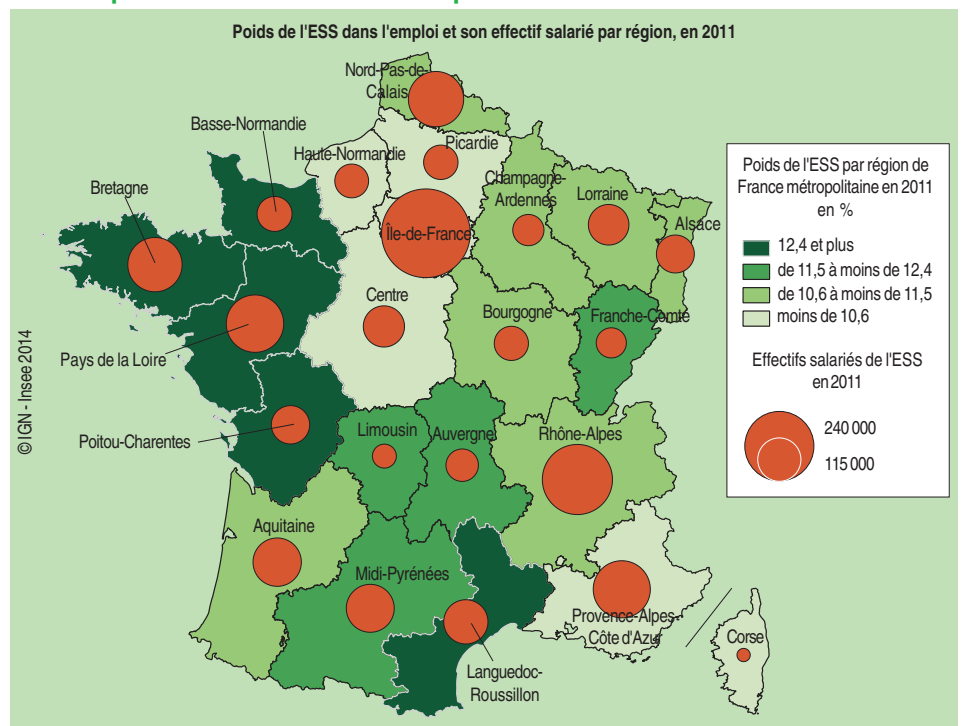 Poids de l'ESS dans l'emploi et son effectif salarié par région, en 2011
Nord-Pas-de-
Calais
Basse-Normandie
Haute-Normandie
Picardie
Bretagne
Champagne-
Ardennes
Lorraine
Alsace
Île-de-France
Centre
Bourgogne
Franche-Comté
Pays de la Loire
Poitou-Charentes
Limousin
Auvergne
Rhône-Alpes
Aquitaine
Midi-Pyrénées
Provence-Alpes-
Côte d'Azur
Corse
Languedoc-
Roussillon
Poids de l'ESS par région de
France métropolitaine en 2011
en %
12,4 et plus
de 11,5 à moins de 12,4
de 10,6 à moins de 11,5
moins de 10,6
Effectifs salariés de l'ESS
en 2011
240 000
115 000
©IGN - Insee 2014